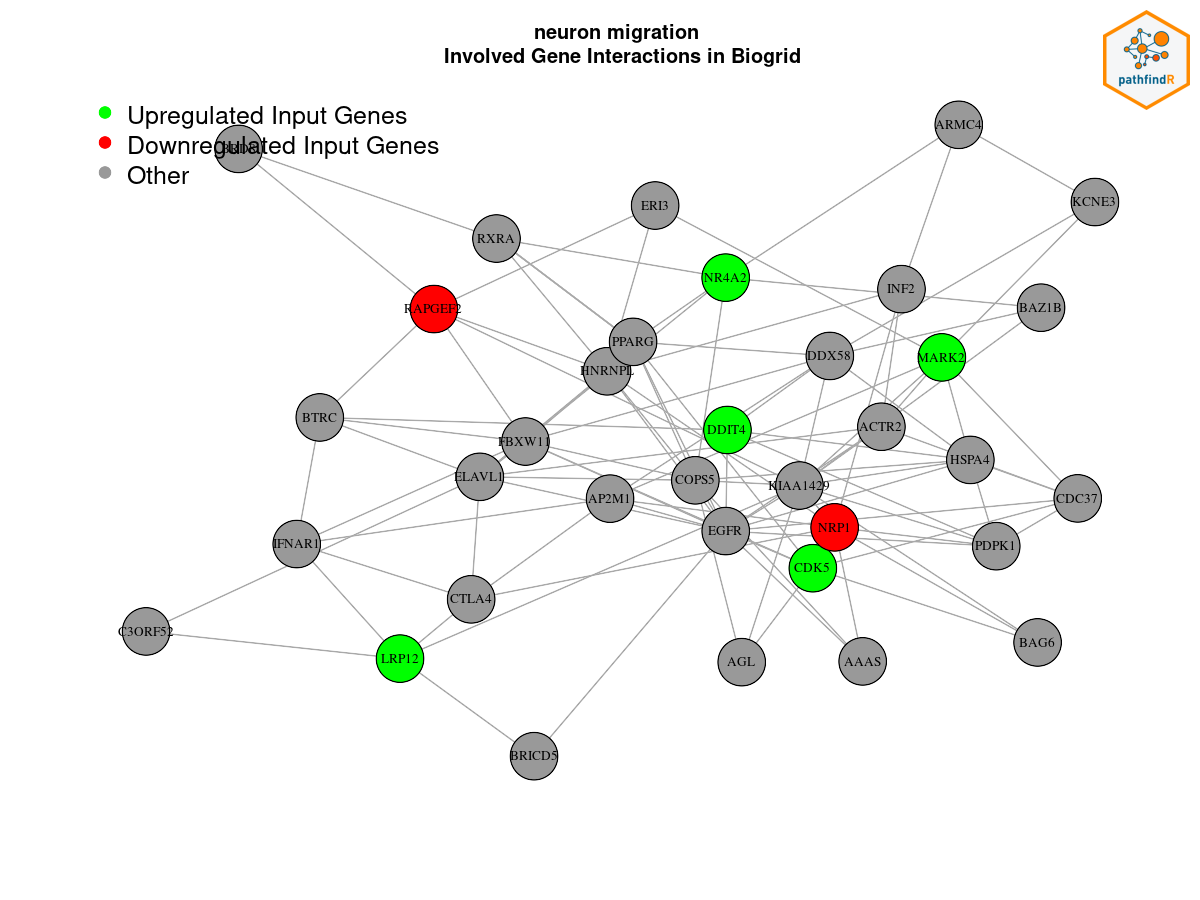 neuron migration
Involved Gene Interactions in Biogrid
pathfindR
Upregulated Input Genes
Downregulated Input Genes
Other
ARMC4
KCNE3
ERI3
RXRA
NR4A2
INF2
RAPGEF2
BAZ1B
PPARG
DDX58
MARK2
HNRNPL
BTRC
DDIT4
ACTR2
FBXW11
HSPA4
ELAVL1
COPS5
KIAA1429
AP2M1
CDC37
EGFR
NRP1
IFNAR1
PDPK1
CDK5
CTLA4
C3ORF52
LRP12
AGL
AAAS
BAG6
BRICD5